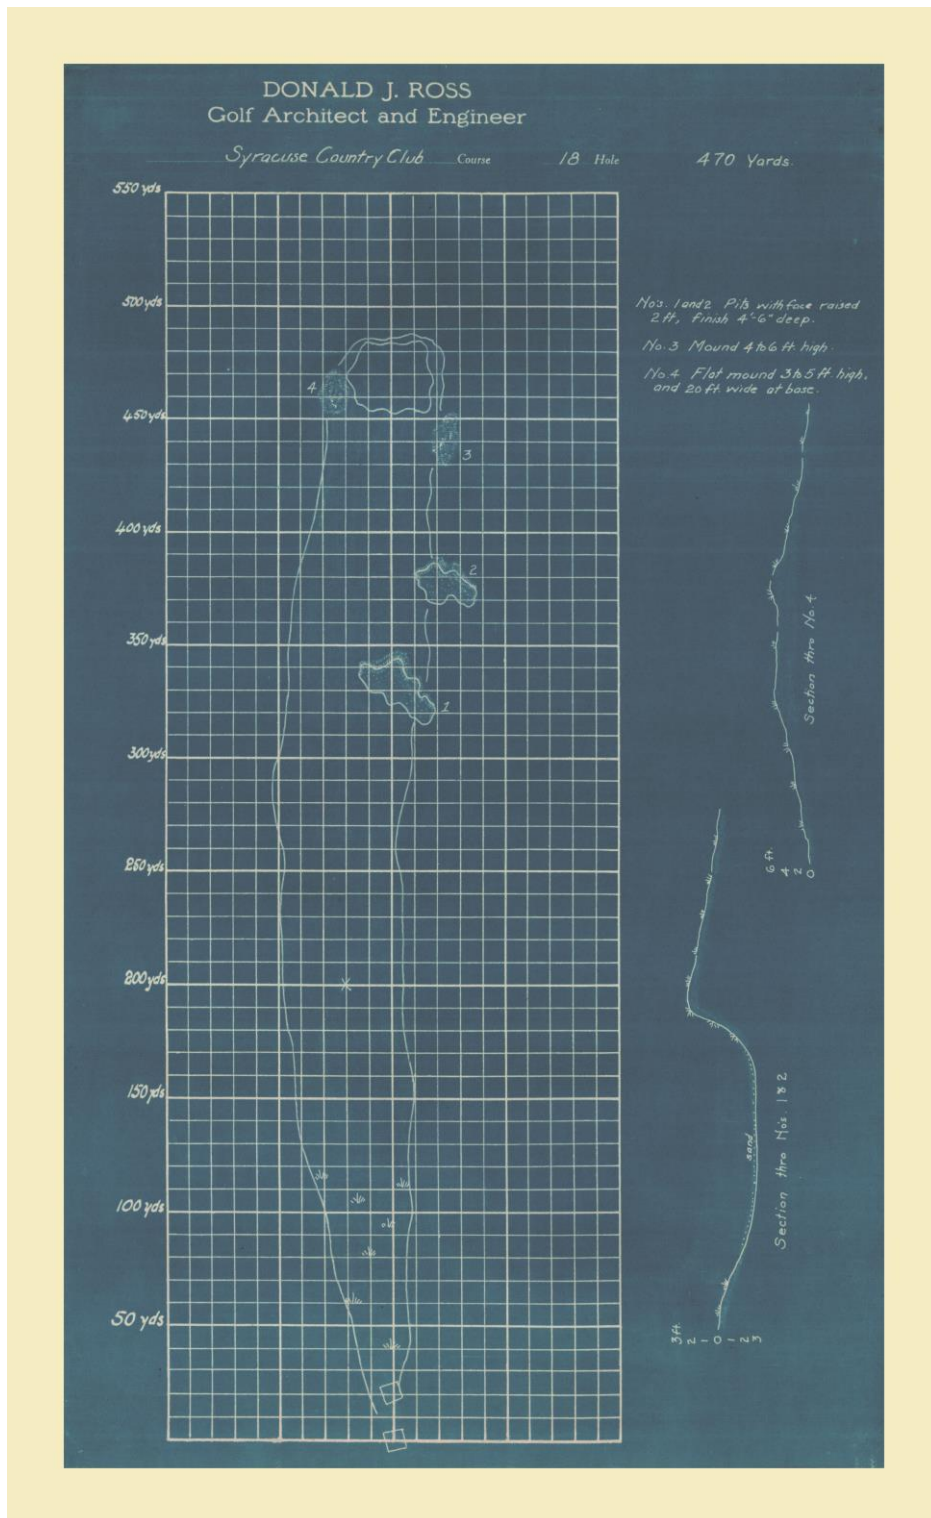 DONALD J. ROSS
Golf Architect and Engineer
Syracuse Country Club Course 18 Hole 470 Yards.
550 yds
500 yds
No's. 1 and 2 Pits with face raised
2 ft, finish 4'-6" deep.
No. 3 Mound 4 to 6 ft. high.
No. 4 Flat mound 3 to 5 ft. high,
and 20 ft. wide at base.
4
450 yds
3
400 yds
2
Section thro No. 4
350 yds
1
300 yds
250 yds
6 ft.
4
2
0
200 yds
150 yds
sand
Section thro No's. 1 & 2
100 yds
50 yds
3 ft.
2
1
0
1
2
3